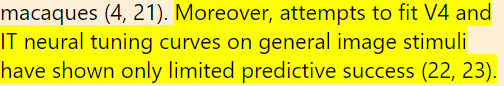 macaques (4, 21). Moreover, attempts to fit V4 and
IT neural tuning curves on general image stimuli
have shown only limited predictive success (22, 23).